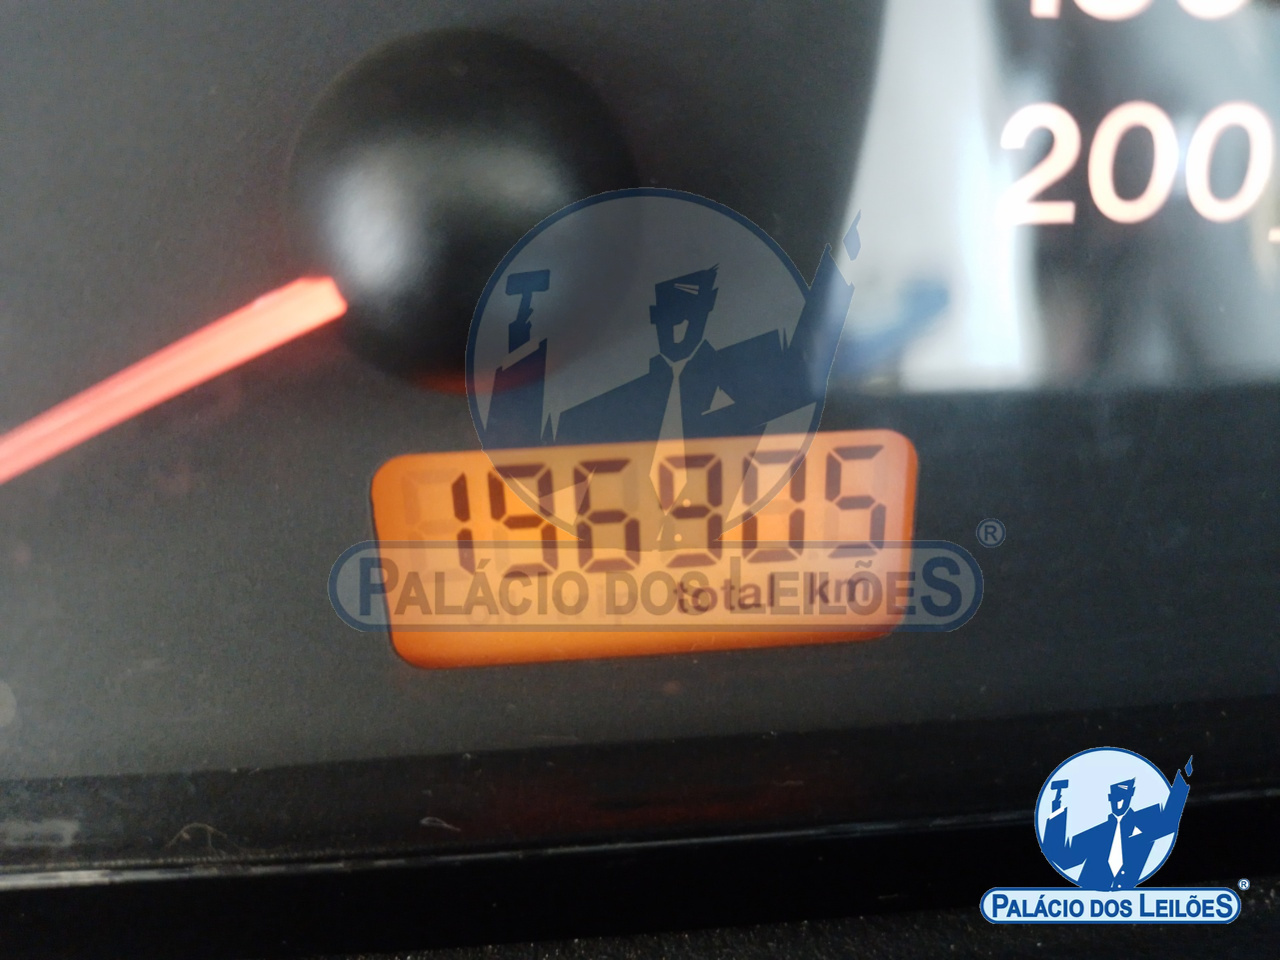 200
196905
total km
PALÁCIO DOS LEILÕES
®
PALÁCIO DOS LEILÕES
®